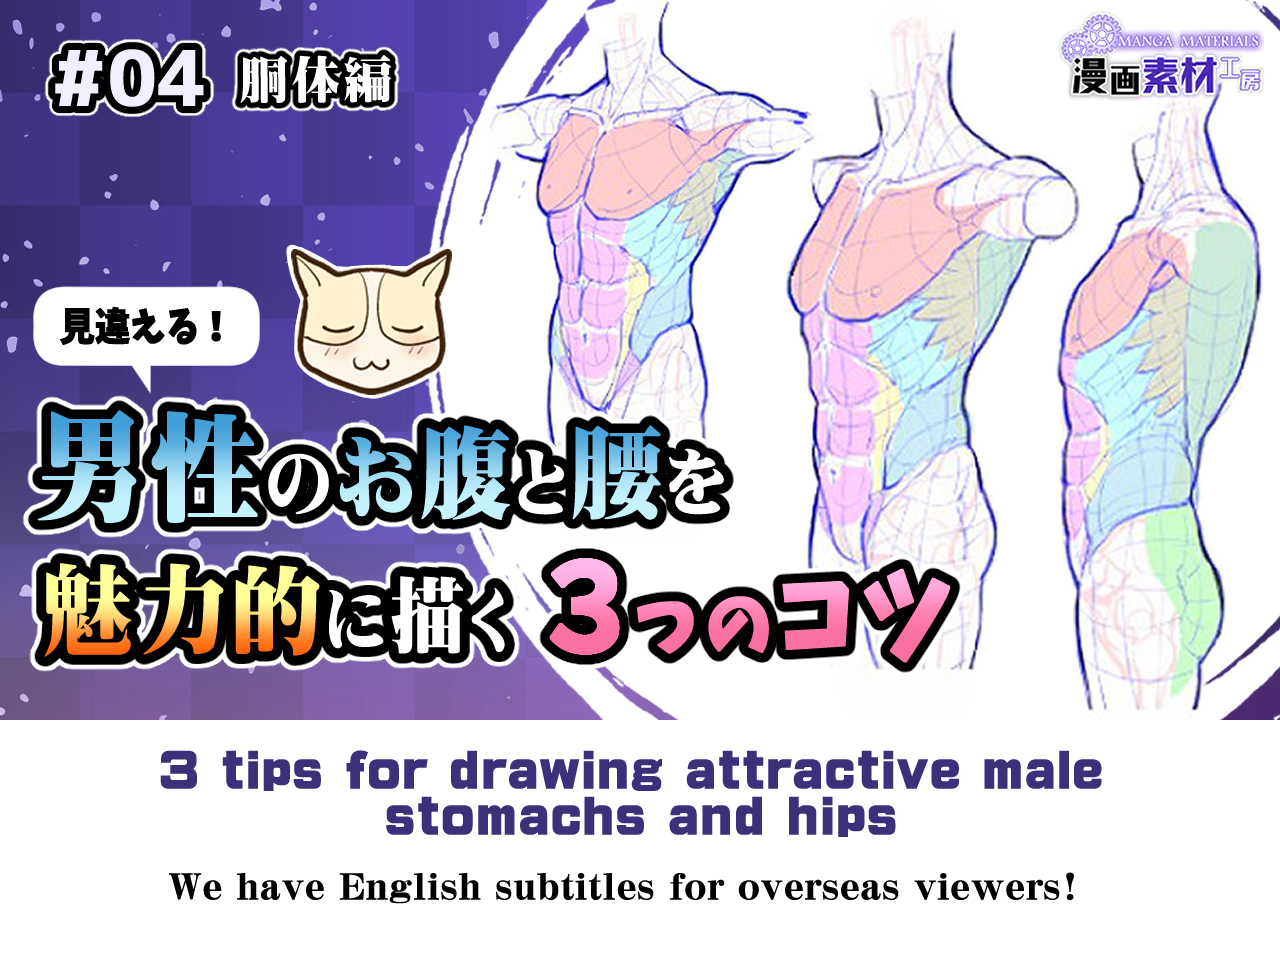 #04 胴体編
MANGA MATERIALS
漫画素材工房
見違える！
男性のお腹と腰を
魅力的に描く 3つのコツ
3 tips for drawing attractive male
stomachs and hips
We have English subtitles for overseas viewers!